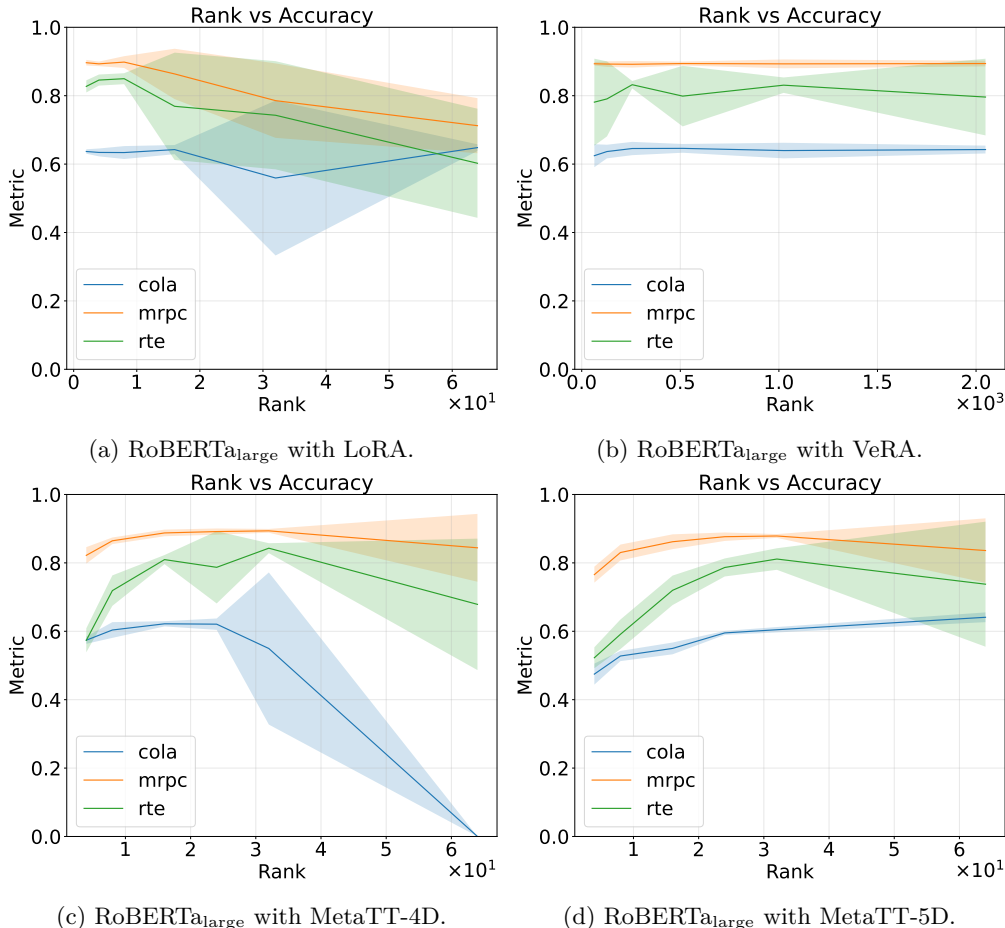 Rank vs Accuracy
1.0
0.8
0.6
0.4
0.2
0.0
Metric
cola
mrpc
rte
0 1 2 3 4 5 6
Rank
×10¹
(a) RoBERTa_large with LoRA.
Rank vs Accuracy
1.0
0.8
0.6
0.4
0.2
0.0
Metric
cola
mrpc
rte
0.0 0.5 1.0 1.5 2.0
Rank
×10³
(b) RoBERTa_large with VeRA.
Rank vs Accuracy
1.0
0.8
0.6
0.4
0.2
0.0
Metric
cola
mrpc
rte
1 2 3 4 5 6
Rank
×10¹
(c) RoBERTa_large with MetaTT-4D.
Rank vs Accuracy
1.0
0.8
0.6
0.4
0.2
0.0
Metric
cola
mrpc
rte
1 2 3 4 5 6
Rank
×10¹
(d) RoBERTa_large with MetaTT-5D.